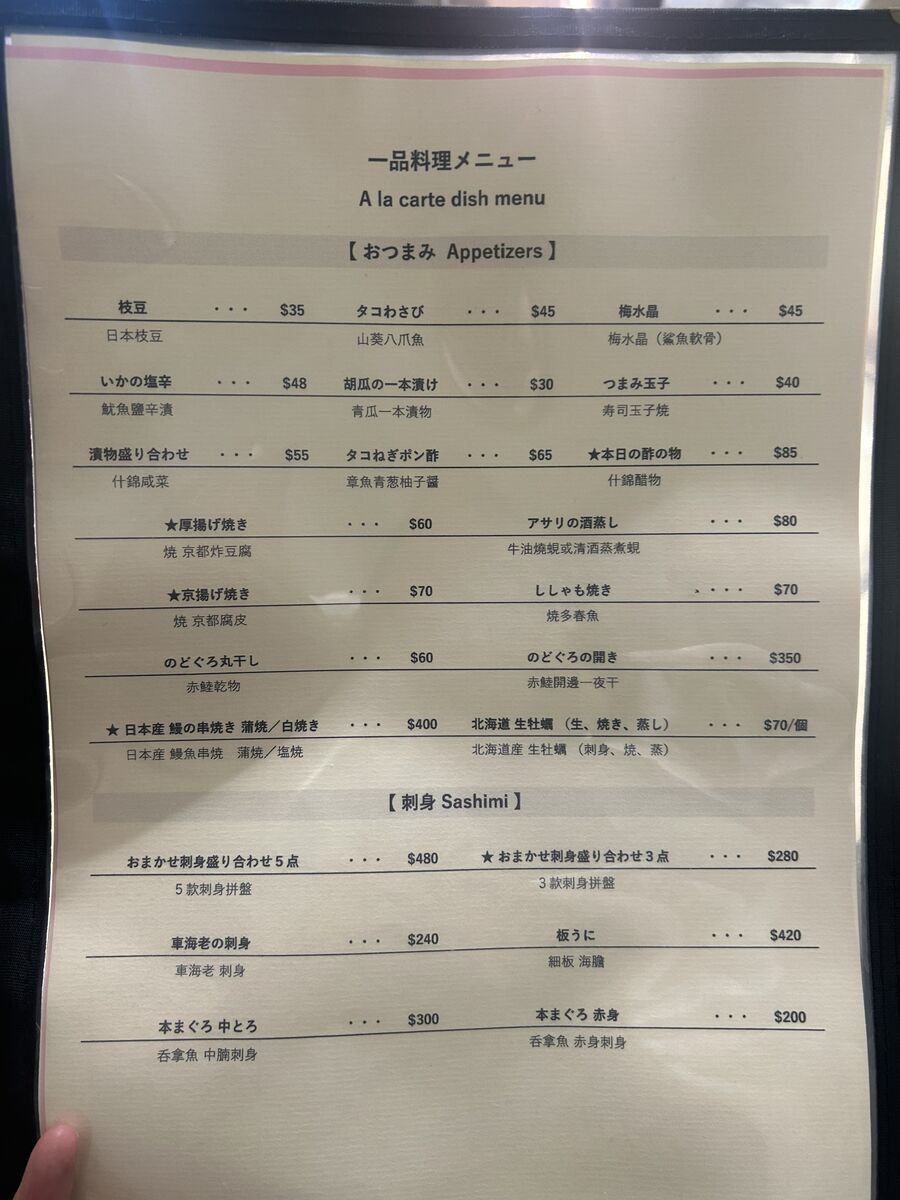 一品料理メニュー
A la carte dish menu
【 おつまみ Appetizers 】
枝豆 ・・・ $35 タコわさび ・・・ $45 梅水晶 ・・・ $45
日本枝豆 山葵八爪魚 梅水晶（鯊魚軟骨）
いかの塩辛 ・・・ $48 胡瓜の一本漬け ・・・ $30 つまみ玉子 ・・・ $40
魷魚鹽辛漬 青瓜一本漬物 寿司玉子焼
漬物盛り合わせ ・・・ $55 タコねぎポン酢 ・・・ $65 ★本日の酢の物 ・・・ $85
什錦咸菜 章魚青葱柚子醤 什錦醋物
★厚揚げ焼き ・・・ $60 アサリの酒蒸し ・・・ $80
焼 京都炸豆腐 牛油燒蜆或清酒蒸煮蜆
★京揚げ焼き ・・・ $70 ししゃも焼き 、・・・ $70
焼 京都腐皮 焼多春魚
のどぐろ丸干し ・・・ $60 のどぐろの開き ・・・ $350
赤鯥乾物 赤鯥開邊一夜干
★ 日本産 鰻の串焼き 蒲焼／白焼き ・・・ $400 北海道 生牡蠣 （生、焼き、蒸し） ・・・ $70/個
日本産 鰻魚串焼 蒲焼／塩焼 北海道産 生牡蠣 （刺身、焼、蒸）
【 刺身 Sashimi 】
おまかせ刺身盛り合わせ５点 ・・・ $480 ★ おまかせ刺身盛り合わせ３点 ・・・ $280
５款刺身拼盤 ３款刺身拼盤
車海老の刺身 ・・・ $240 板うに ・・・ $420
車海老 刺身 細板 海膽
本まぐろ 中とろ ・・・ $300 本まぐろ 赤身 ・・・ $200
呑拿魚 中腩刺身 呑拿魚 赤身刺身